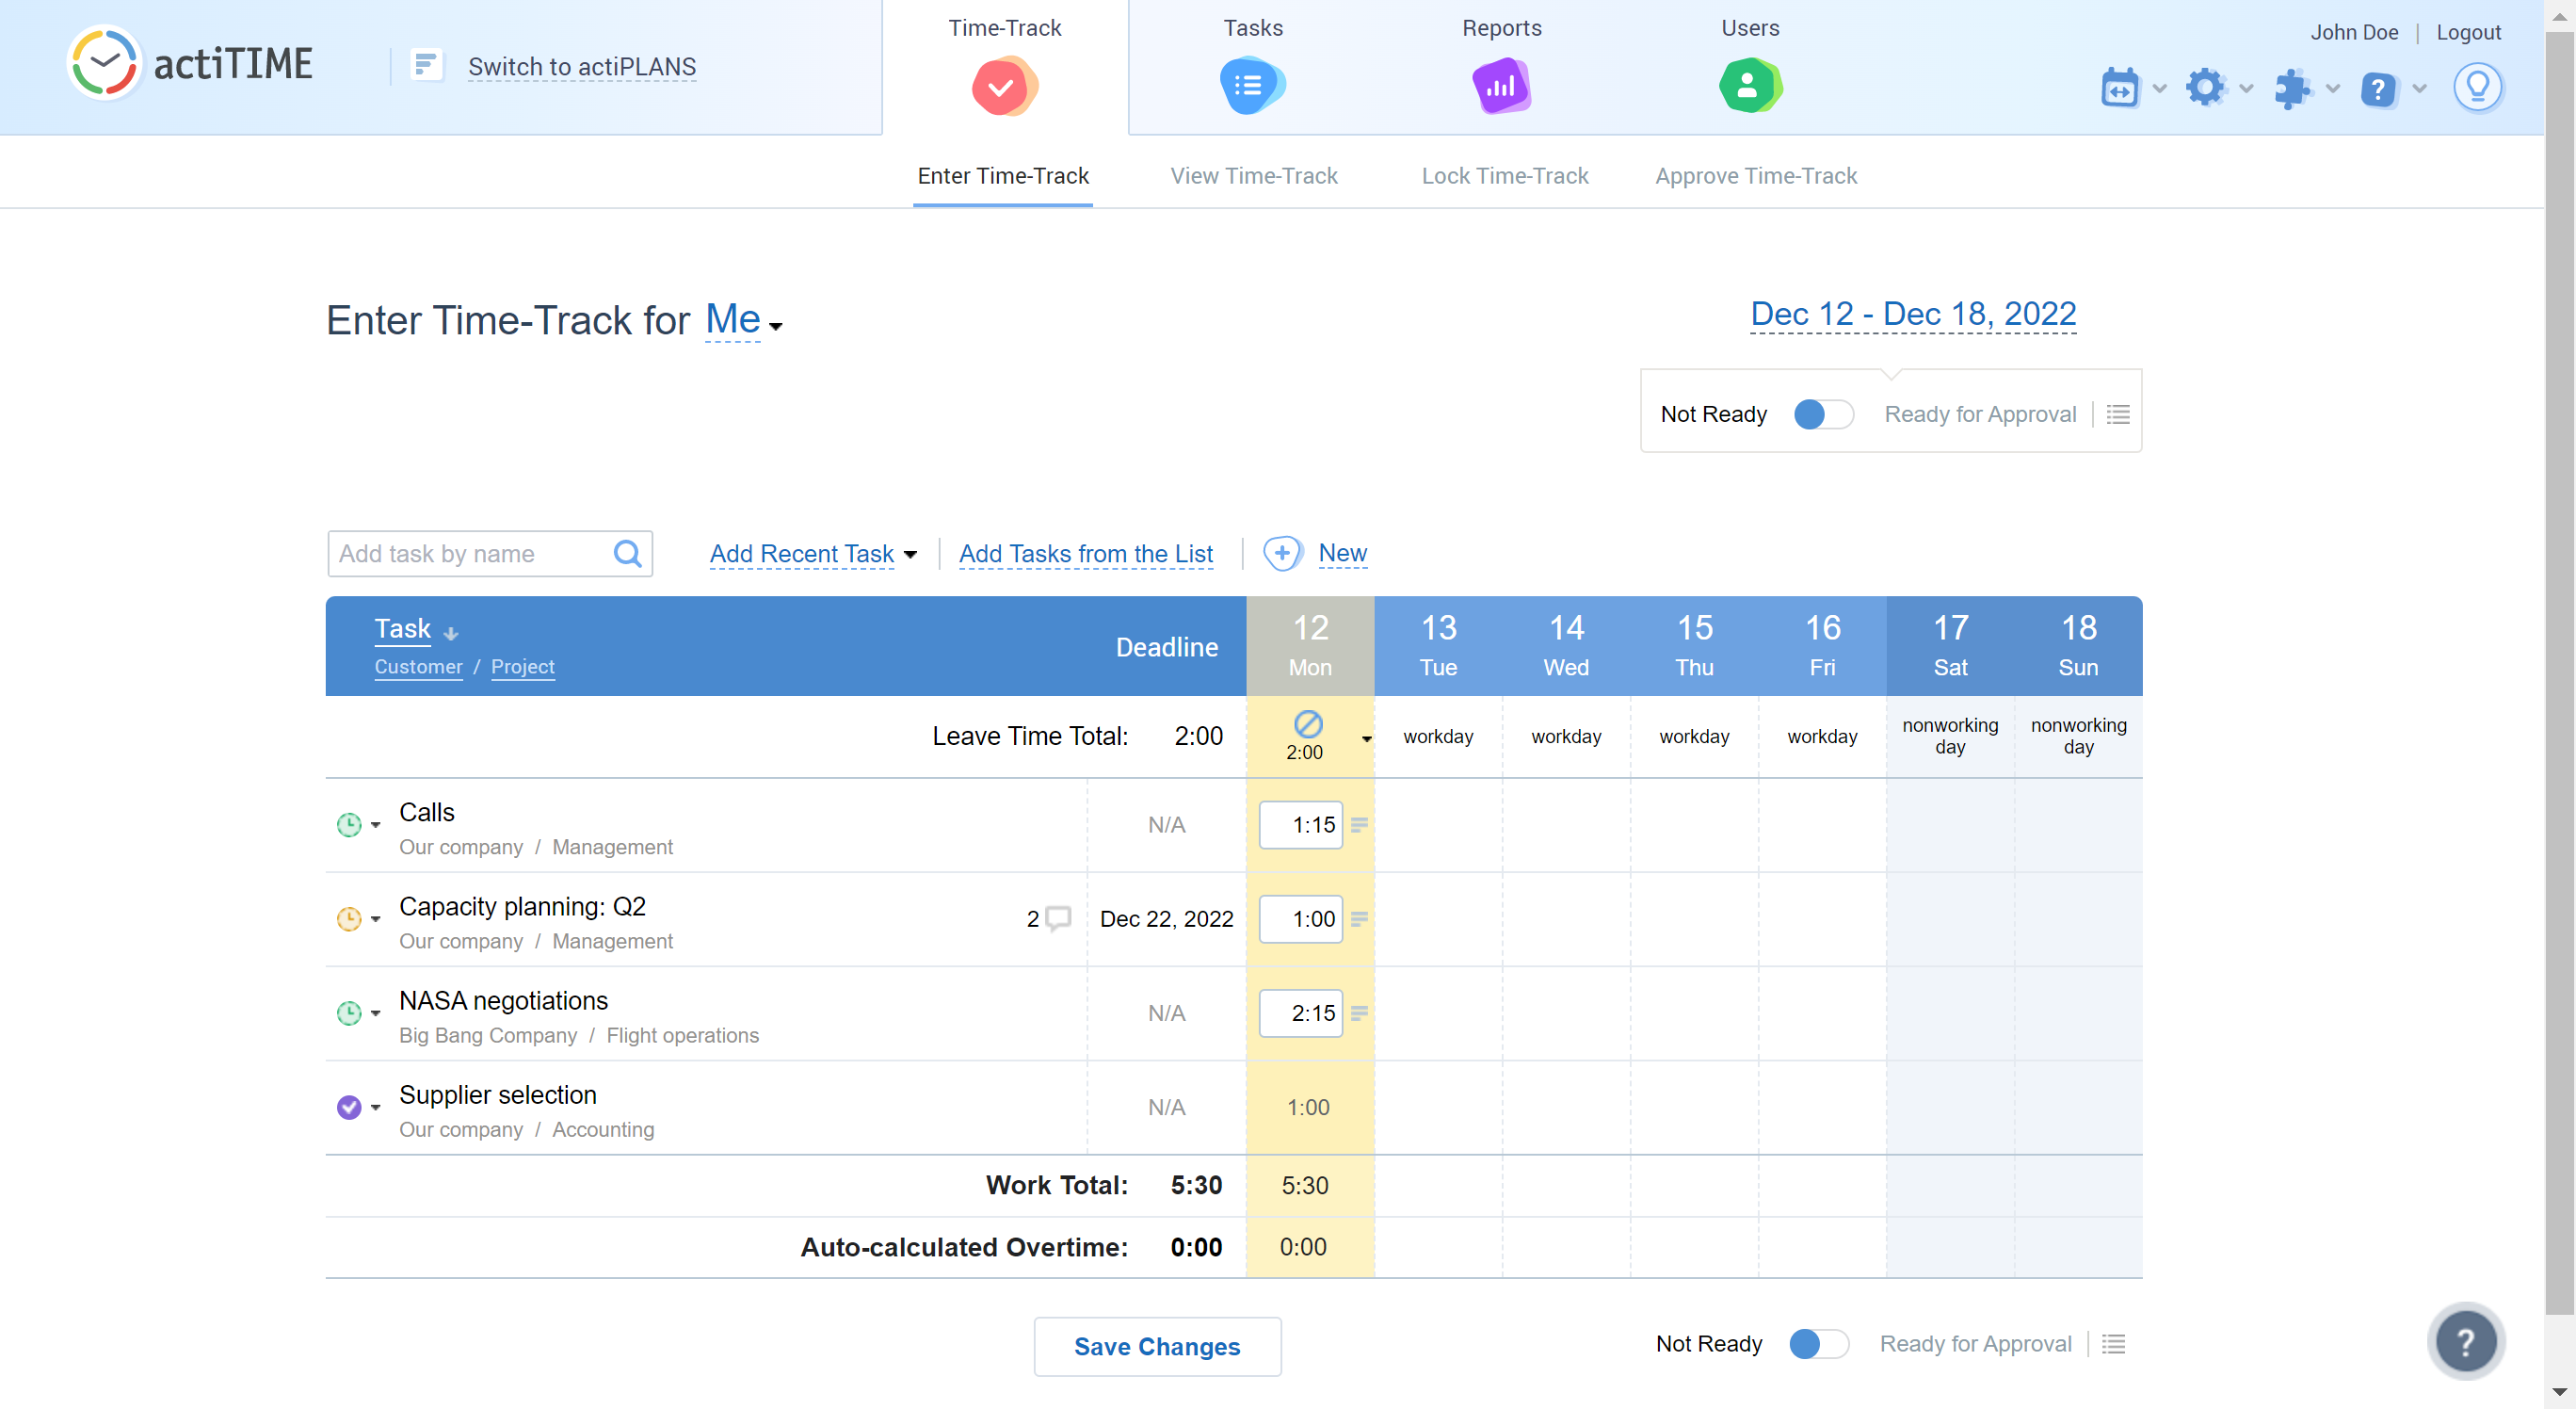 actiTIME
Switch to actiPLANS
Time-Track
Tasks
Reports
Users
John Doe | Logout
Enter Time-Track
View Time-Track
Lock Time-Track
Approve Time-Track
Enter Time-Track for Me
Dec 12 - Dec 18, 2022
Not Ready
Ready for Approval
Add task by name
Add Recent Task
Add Tasks from the List
New
Task
Customer / Project
Deadline
12 Mon
13 Tue
14 Wed
15 Thu
16 Fri
17 Sat
18 Sun
Leave Time Total: 2:00
2:00
workday
workday
workday
workday
nonworking day
nonworking day
Calls
Our company / Management
N/A
1:15
Capacity planning: Q2
Our company / Management
2
Dec 22, 2022
1:00
NASA negotiations
Big Bang Company / Flight operations
N/A
2:15
Supplier selection
Our company / Accounting
N/A
1:00
Work Total: 5:30
5:30
Auto-calculated Overtime: 0:00
0:00
Save Changes
Not Ready
Ready for Approval
?